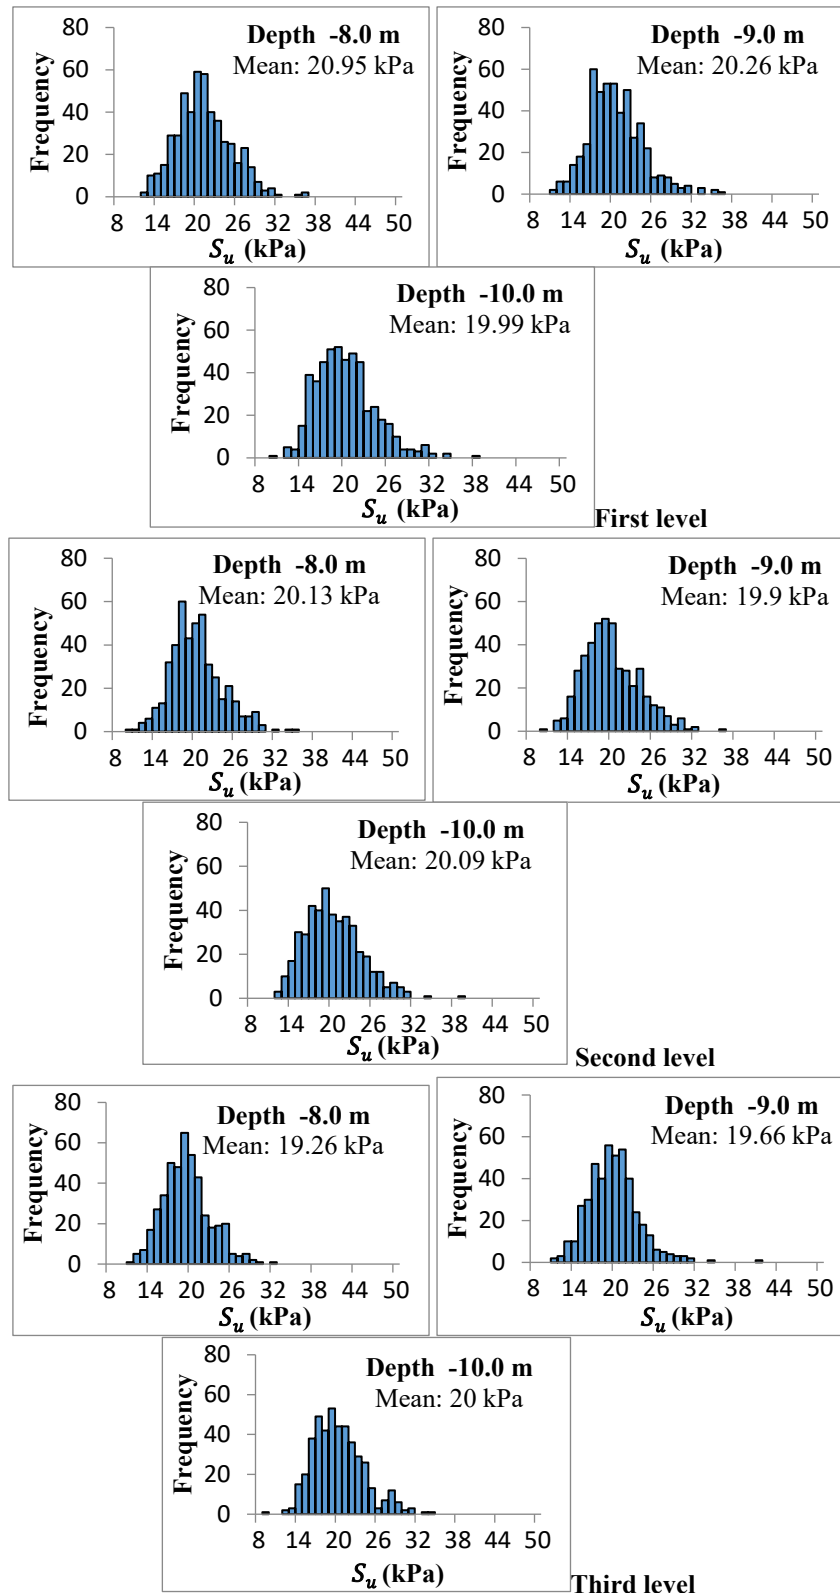 Depth -8.0 m
Mean: 20.95 kPa
Frequency
80
60
40
20
0
8 14 20 26 32 38 44 50
S_u (kPa)
Depth -9.0 m
Mean: 20.26 kPa
Frequency
80
60
40
20
0
8 14 20 26 32 38 44 50
S_u (kPa)
Depth -10.0 m
Mean: 19.99 kPa
Frequency
80
60
40
20
0
8 14 20 26 32 38 44 50
S_u (kPa)
First level
Depth -8.0 m
Mean: 20.13 kPa
Frequency
80
60
40
20
0
8 14 20 26 32 38 44 50
S_u (kPa)
Depth -9.0 m
Mean: 19.9 kPa
Frequency
80
60
40
20
0
8 14 20 26 32 38 44 50
S_u (kPa)
Depth -10.0 m
Mean: 20.09 kPa
Frequency
80
60
40
20
0
8 14 20 26 32 38 44 50
S_u (kPa)
Second level
Depth -8.0 m
Mean: 19.26 kPa
Frequency
80
60
40
20
0
8 14 20 26 32 38 44 50
S_u (kPa)
Depth -9.0 m
Mean: 19.66 kPa
Frequency
80
60
40
20
0
8 14 20 26 32 38 44 50
S_u (kPa)
Depth -10.0 m
Mean: 20 kPa
Frequency
80
60
40
20
0
8 14 20 26 32 38 44 50
S_u (kPa)
Third level